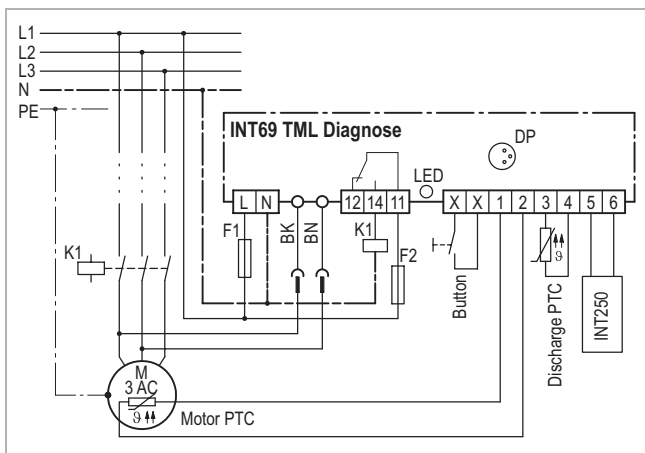 L1
L2
L3
N
PE
INT69 TML Diagnose
DP
LED
L N
12 14 11
X X 1 2 3 4 5 6
F1
BK
BN
K1
F2
K1
Button
Discharge PTC
ϑ
INT250
M
3 AC
ϑ
Motor PTC